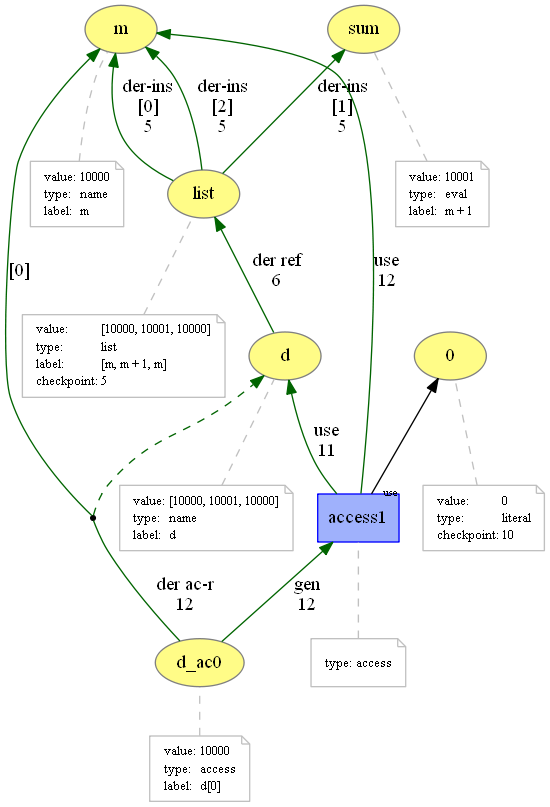 m
sum
der-ins
[0]
5
der-ins
[2]
5
der-ins
[1]
5
value: 10000
type: name
label: m
list
value: 10001
type: eval
label: m + 1
[0]
der ref
6
use
12
value: [10000, 10001, 10000]
type: list
label: [m, m + 1, m]
checkpoint: 5
d
0
use
11
value: [10000, 10001, 10000]
type: name
label: d
use
access1
value: 0
type: literal
checkpoint: 10
der ac-r
12
gen
12
d_ac0
type: access
value: 10000
type: access
label: d[0]